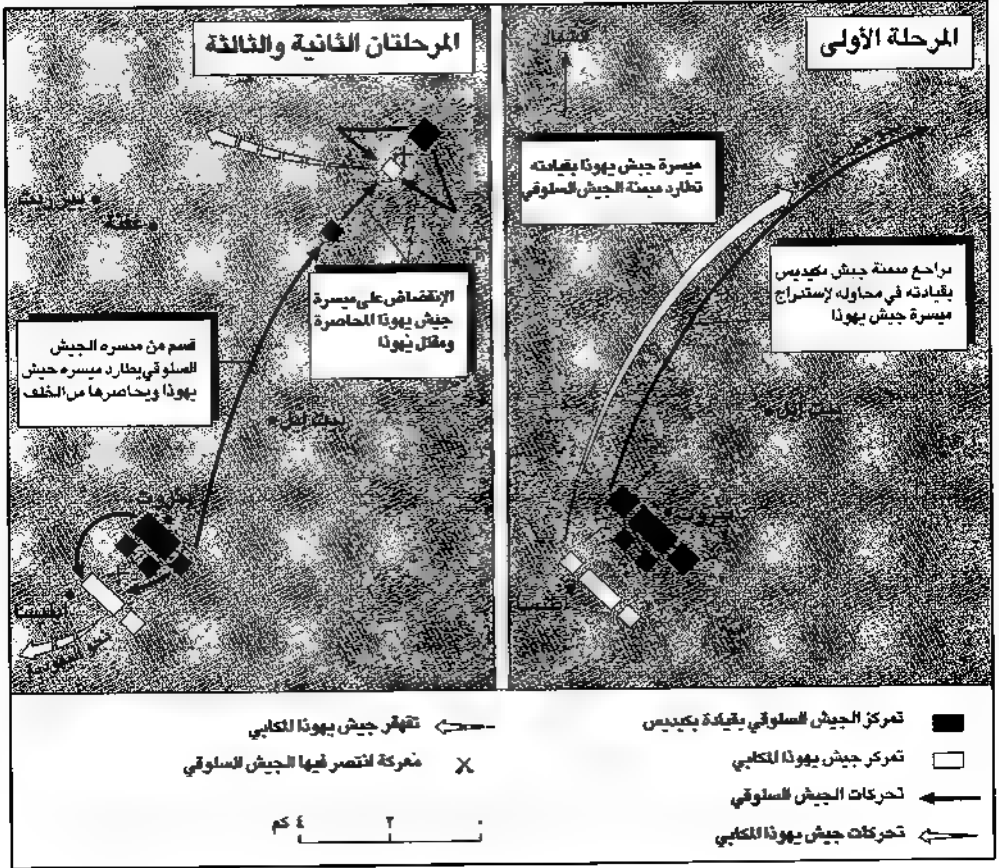 المرحلة الأولى
الشمال
ميسرة جيش يهوذا بقيادته
تطارد ميمنة الجيش السلوقي
تراجع ميمنة جيش بكيديس
بقيادته في محاولة لإستدراج
ميسرة جيش يهوذا
المرحلتان الثانية والثالثة
الإنقضاض على ميسرة
جيش يهوذا المحاصرة
ومقتل يهوذا
قسم من ميسرة الجيش
السلوقي يطارد ميسرة جيش
يهوذا ويحاصرها من الخلف
بير زيت
تمركز الجيش السلوقي بقيادة بكيديس
تمركز جيش يهوذا المكابي
تحركات الجيش السلوقي
تحركات جيش يهوذا المكابي
تقهقر جيش يهوذا المكابي
معركة انتصر فيها الجيش السلوقي
٠ ٢ ٤ كم